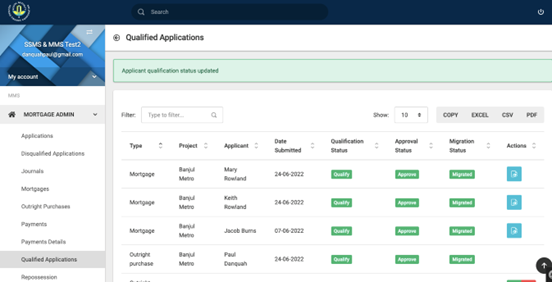 Search
SSMS & MMS Test2
danquahpaul@gmail.com
My account
MMS
MORTGAGE ADMIN
Applications
Disqualified Applications
Journals
Mortgages
Outright Purchases
Payments
Payments Details
Qualified Applications
Repossession
Qualified Applications
Applicant qualification status updated
Filter: Type to filter... Show: 10 COPY EXCEL CSV PDF
Type Project Applicant Date Submitted Qualification Status Approval Status Migration Status Actions
Mortgage Banjul Metro Mary Rowland 24-06-2022 Qualify Approve Migrated
Mortgage Banjul Metro Keith Rowland 24-06-2022 Qualify Approve Migrated
Mortgage Banjul Metro Jacob Burns 07-06-2022 Qualify Approve Migrated
Outright purchase Banjul Metro Paul Danquah 24-06-2022 Qualify Approve Migrated